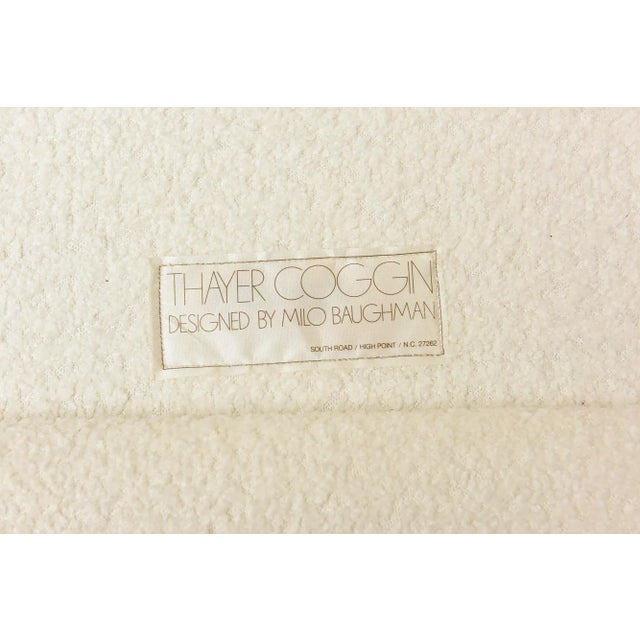 THAYER COGGIN
DESIGNED BY MILO BAUGHMAN
SOUTH ROAD / HIGH POINT / N.C. 27262